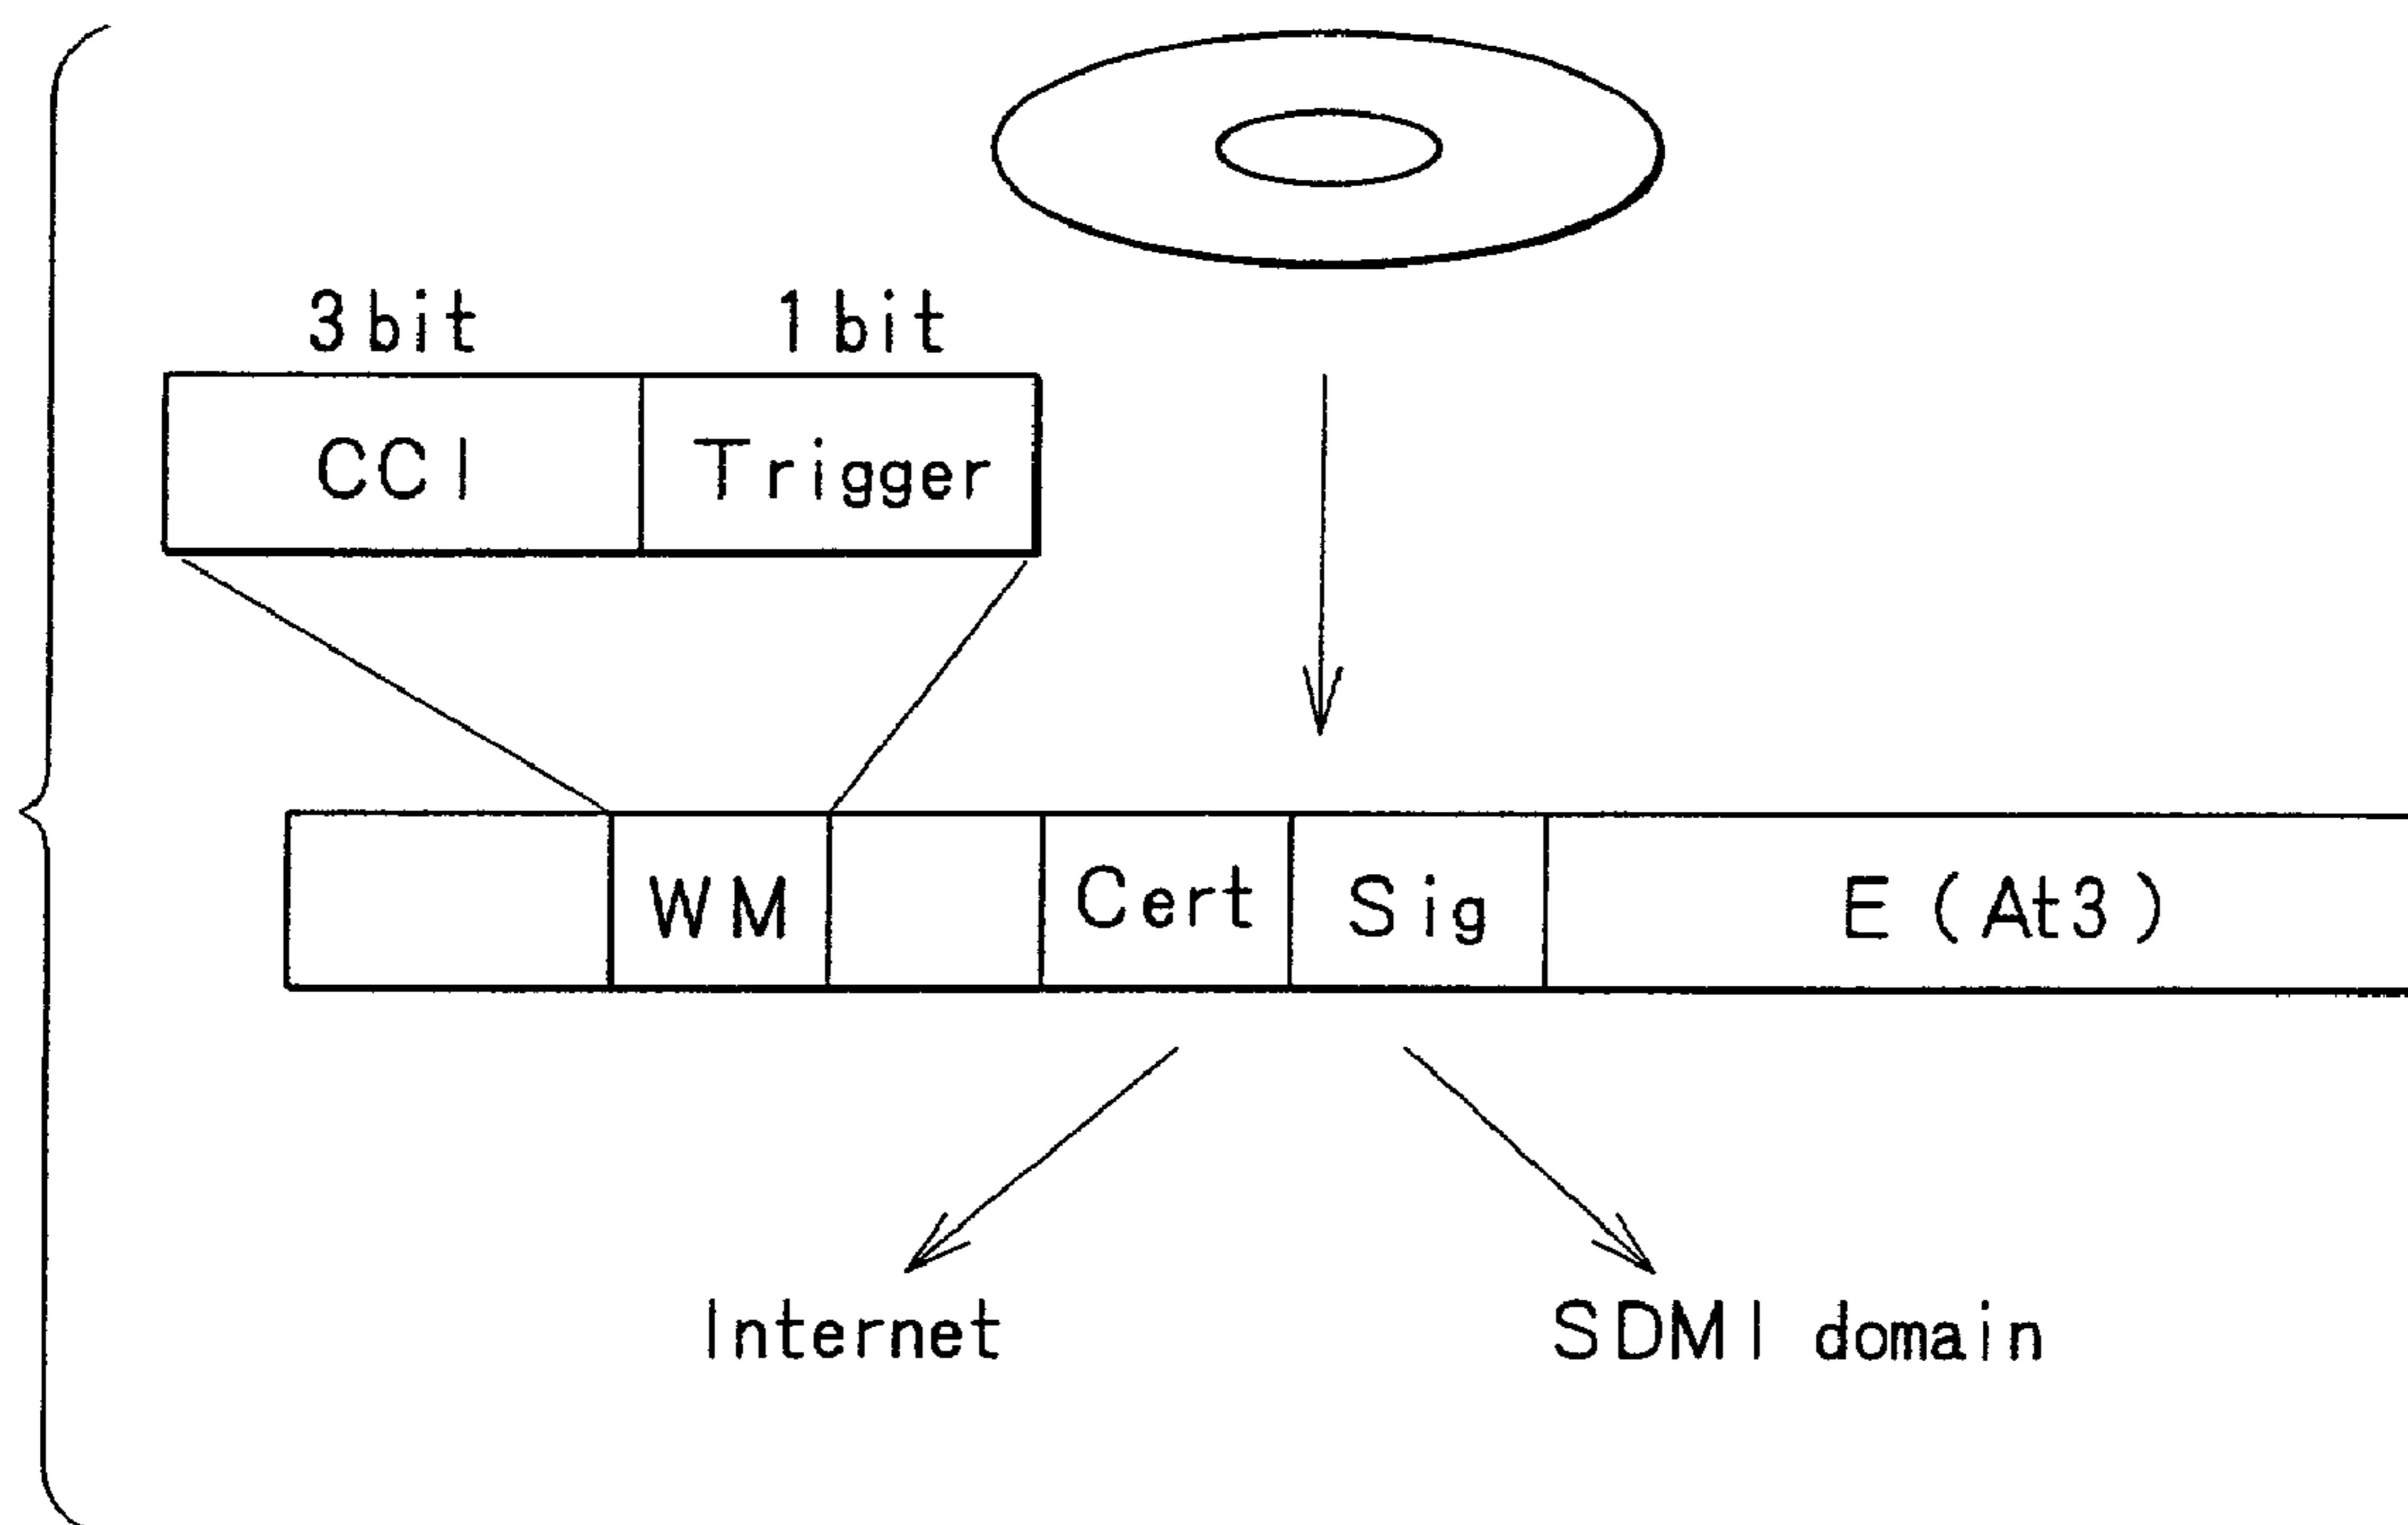 3bit 1bit
CCI Trigger
WM Cert Sig E (At3)
Internet SDMI domain